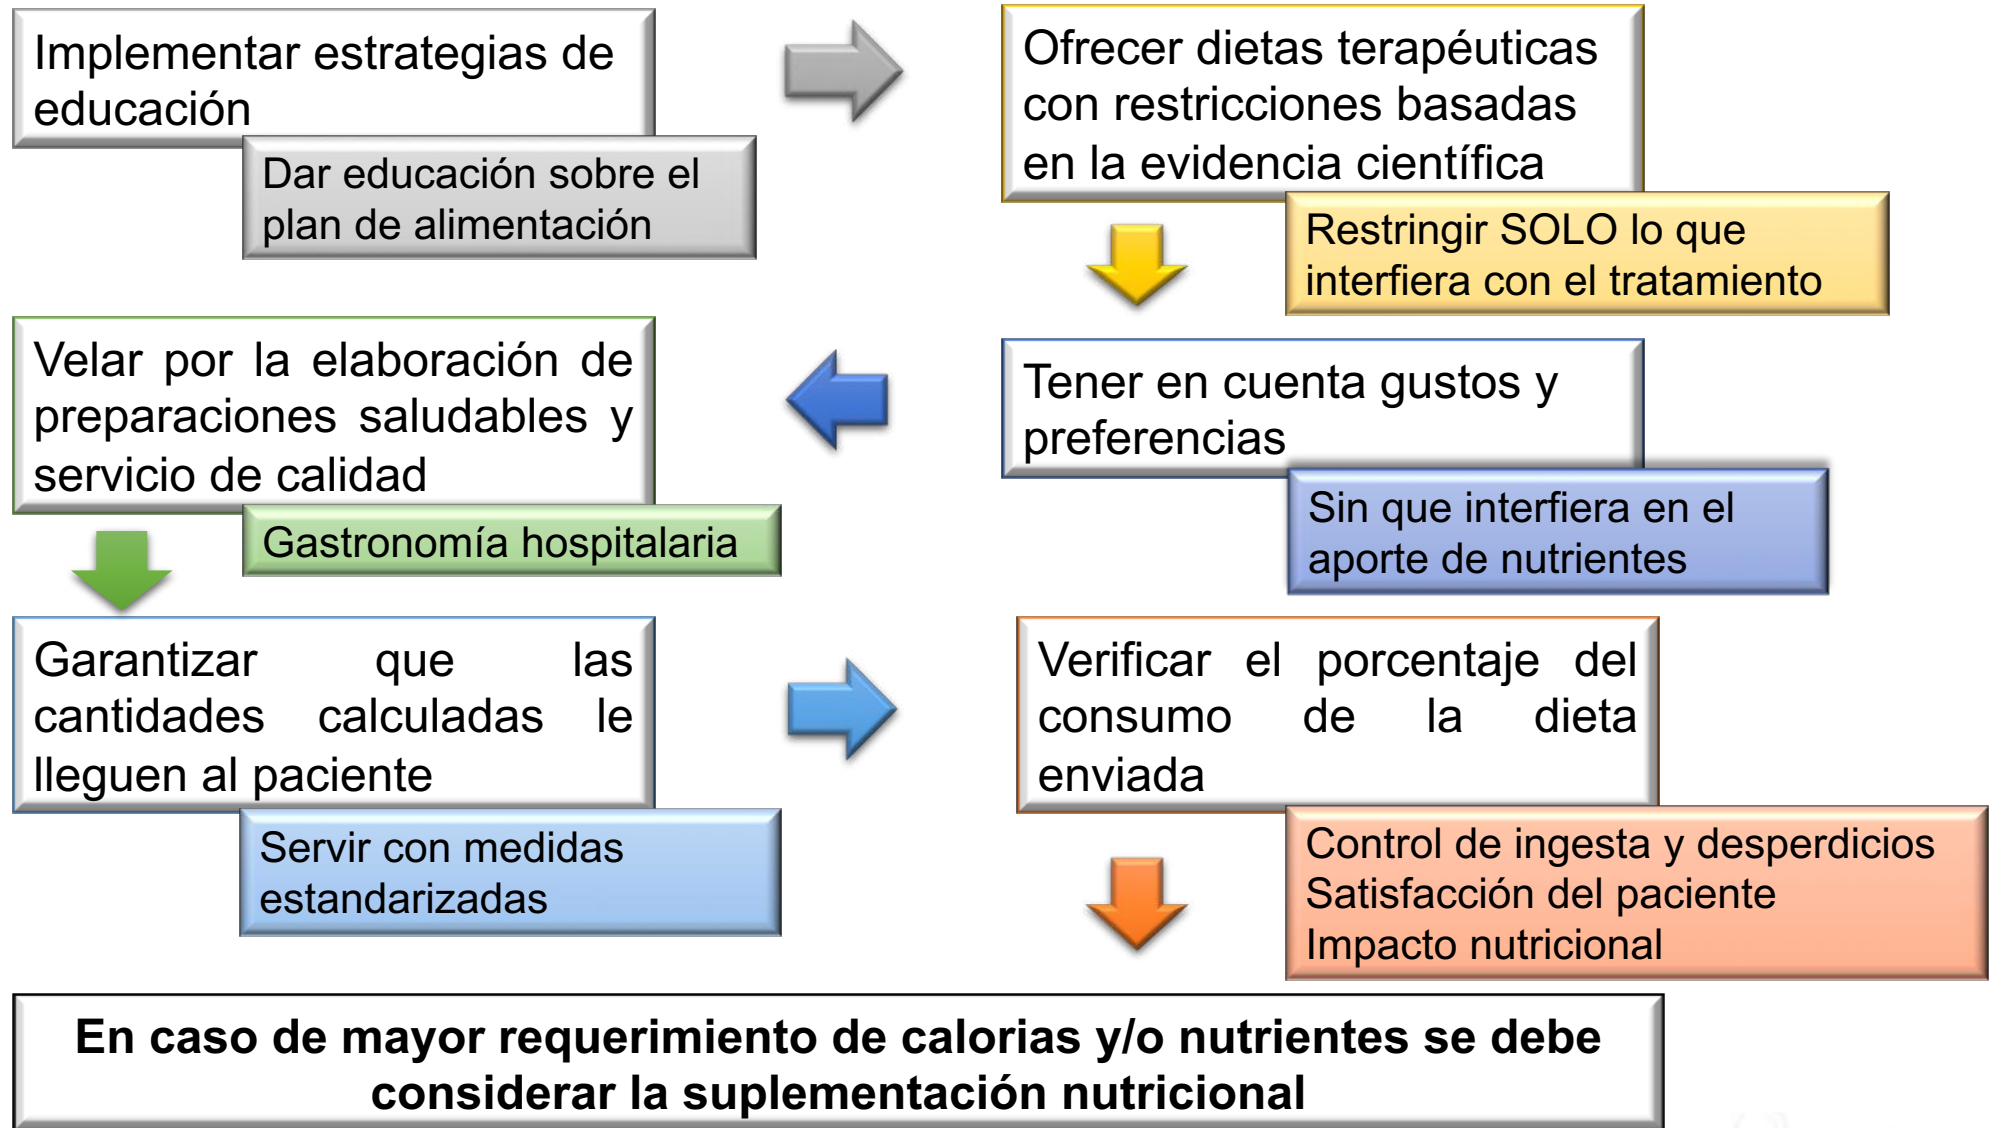 Implementar estrategias de
educación
Dar educación sobre el
plan de alimentación
Ofrecer dietas terapéuticas
con restricciones basadas
en la evidencia científica
Restringir SOLO lo que
interfiera con el tratamiento
Tener en cuenta gustos y
preferencias
Sin que interfiera en el
aporte de nutrientes
Velar por la elaboración de
preparaciones saludables y
servicio de calidad
Gastronomía hospitalaria
Garantizar que las
cantidades calculadas le
lleguen al paciente
Servir con medidas
estandarizadas
Verificar el porcentaje del
consumo de la dieta
enviada
Control de ingesta y desperdicios
Satisfacción del paciente
Impacto nutricional
En caso de mayor requerimiento de calorias y/o nutrientes se debe
considerar la suplementación nutricional